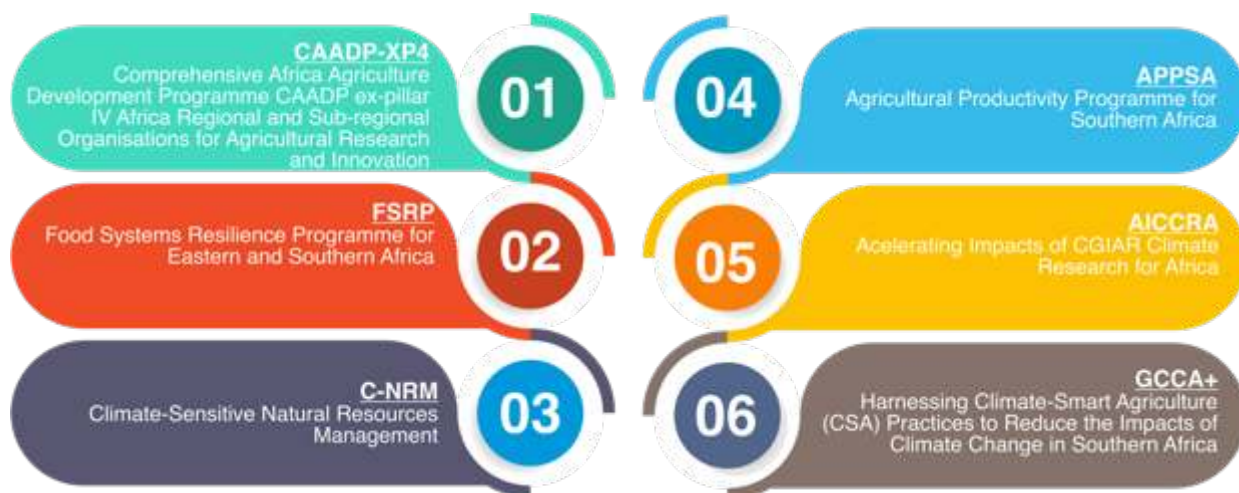 01
CAADP-XP4
Comprehensive Africa Agriculture
Development Programme CAADP ex-pillar
IV Africa Regional and Sub-regional
Organisations for Agricultural Research
and Innovation
02
FSRP
Food Systems Resilience Programme for
Eastern and Southern Africa
03
C-NRM
Climate-Sensitive Natural Resources
Management
04
APPSA
Agricultural Productivity Programme for
Southern Africa
05
AICCRA
Acelerating Impacts of CGIAR Climate
Research for Africa
06
GCCA+
Harnessing Climate-Smart Agriculture
(CSA) Practices to Reduce the Impacts of
Climate Change in Southern Africa